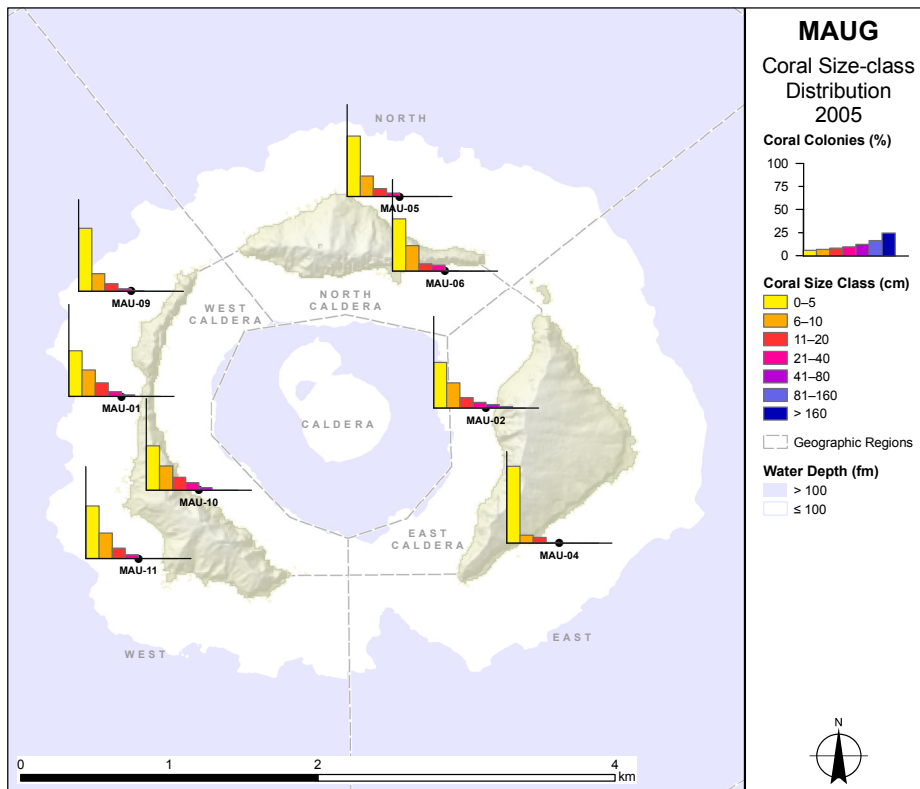 MAUG
Coral Size-class
Distribution
2005
Coral Colonies (%)
100
75
50
25
0
Coral Size Class (cm)
0–5
6–10
11–20
21–40
41–80
81–160
> 160
Geographic Regions
Water Depth (fm)
> 100
≤ 100
N
NORTH
MAU-05
MAU-06
MAU-09
WEST
CALDERA
NORTH
CALDERA
MAU-01
MAU-02
CALDERA
MAU-10
EAST
CALDERA
MAU-04
MAU-11
WEST
EAST
0 1 2 4
km